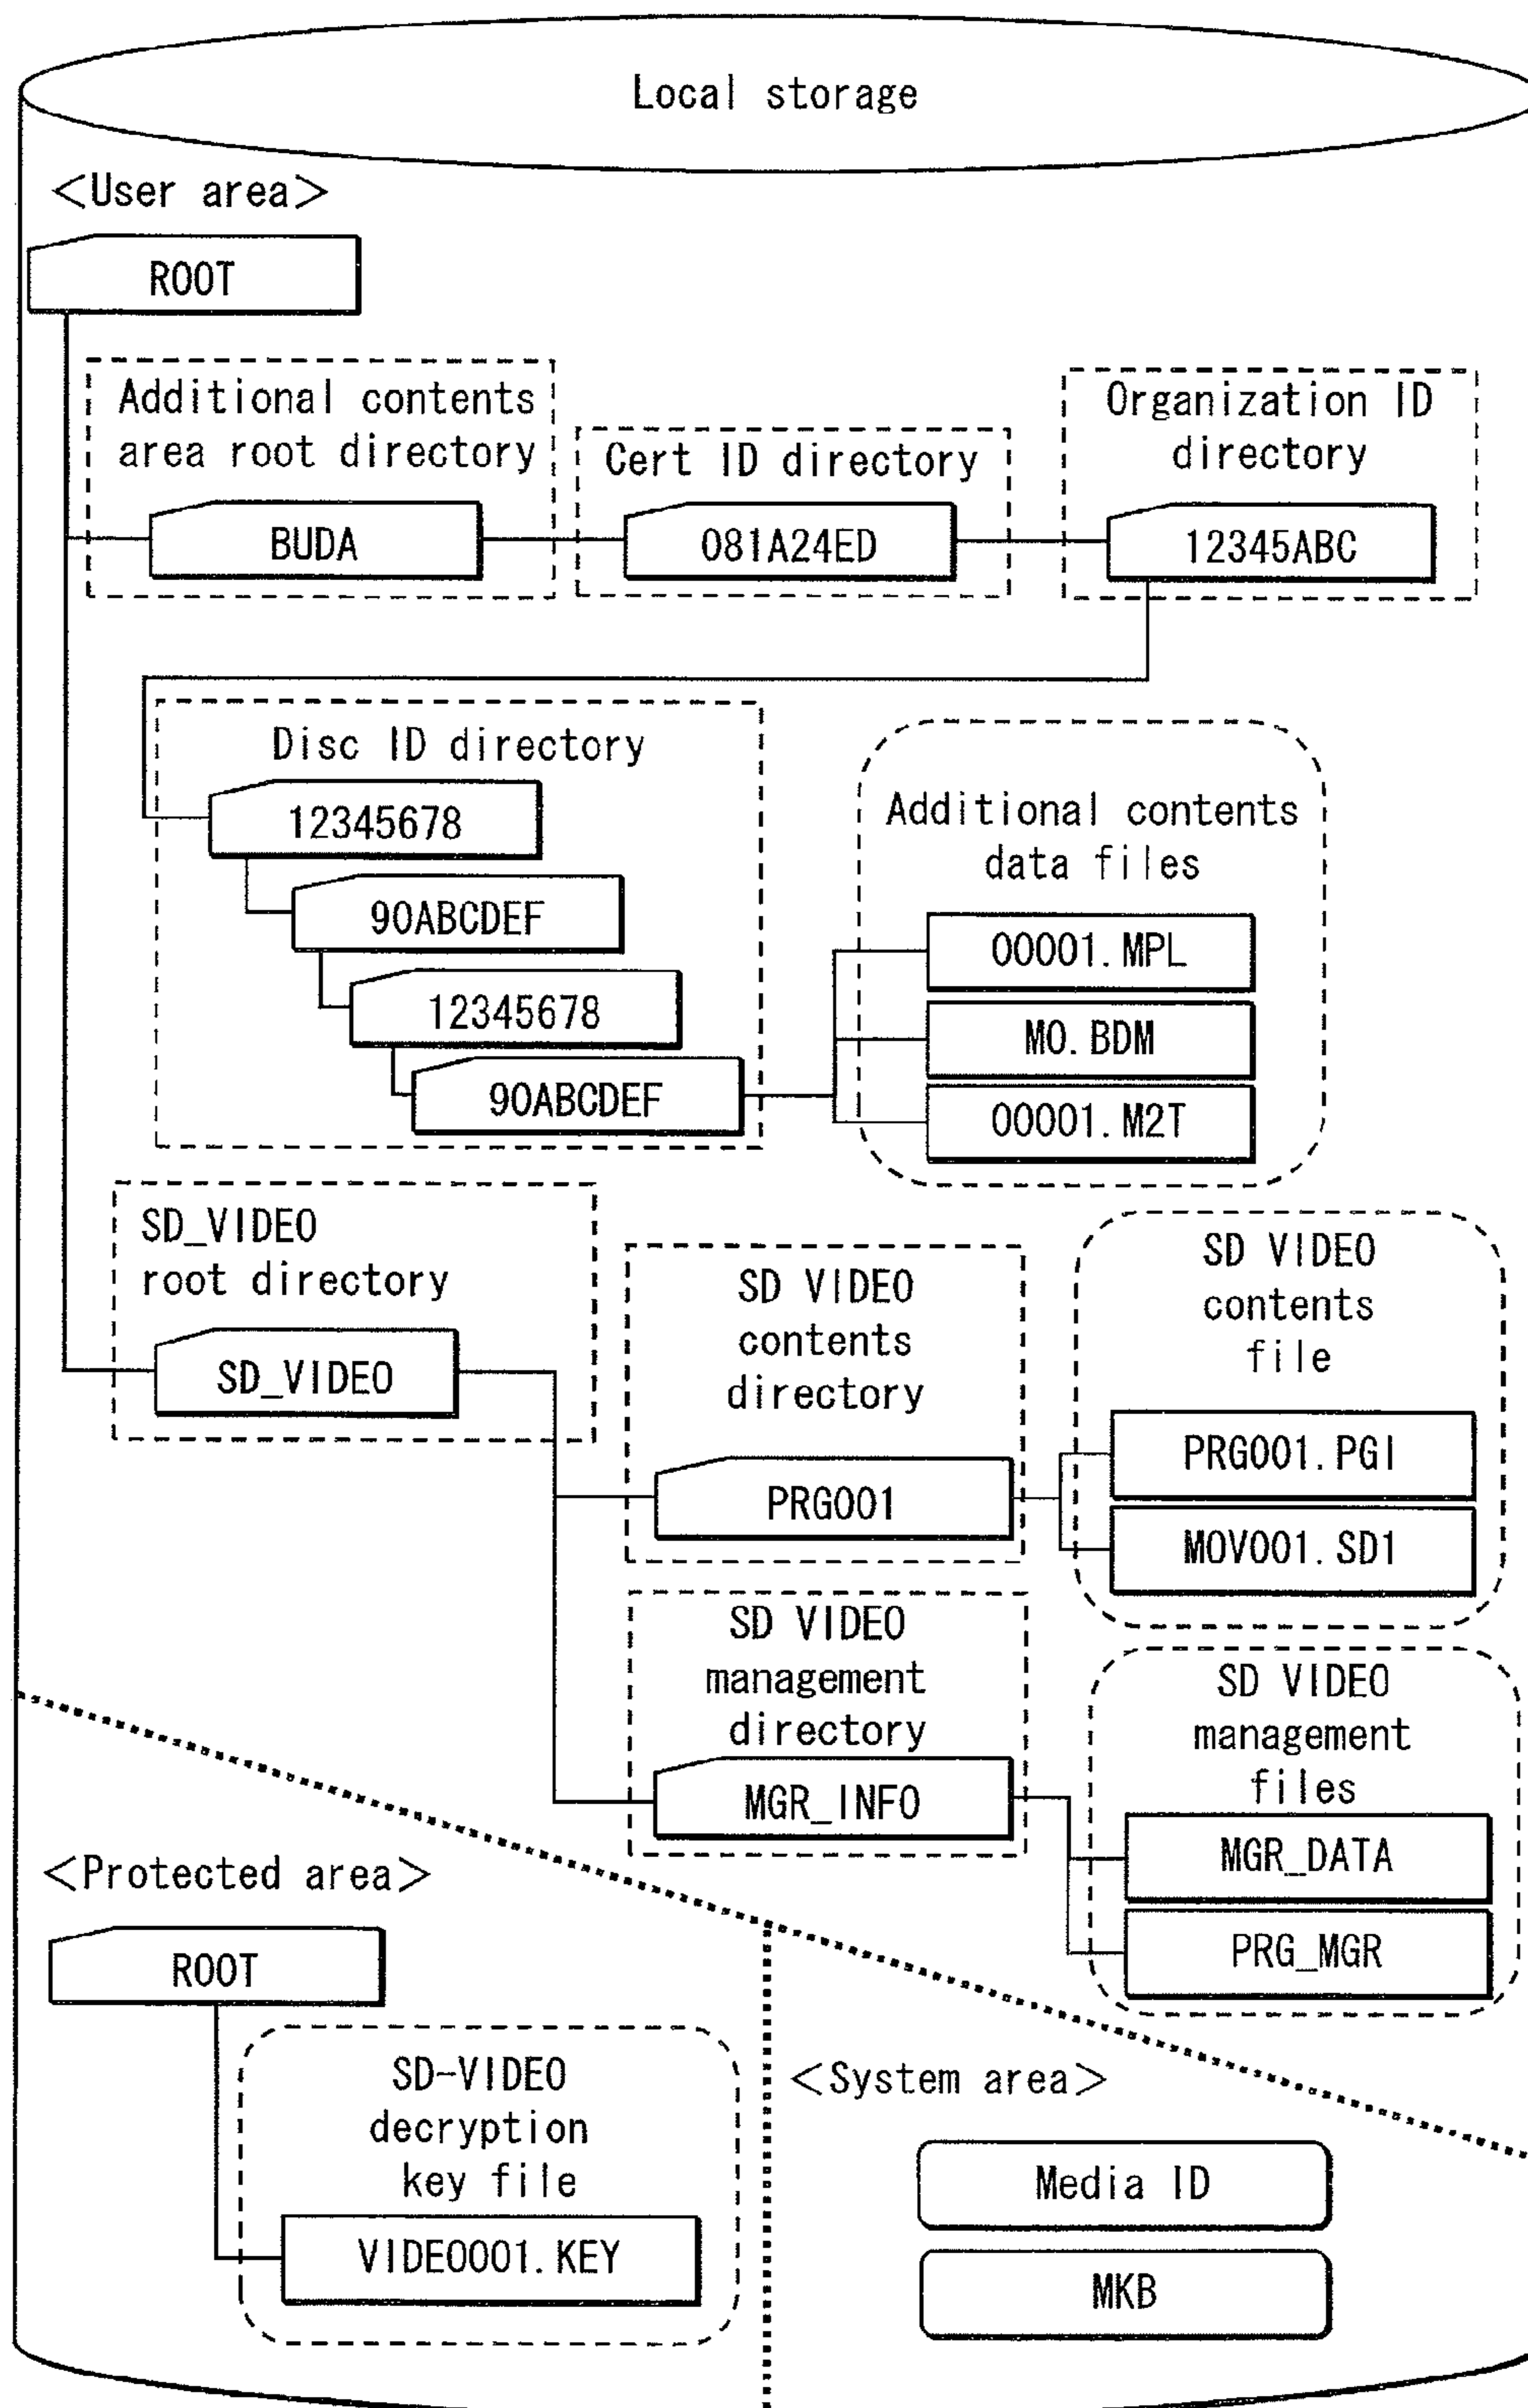 Local storage
<User area>
ROOT
Additional contents
area root directory
BUDA
Cert ID directory
081A24ED
Organization ID
directory
12345ABC
Disc ID directory
12345678
90ABCDEF
12345678
90ABCDEF
Additional contents
data files
00001.MPL
MO.BDM
00001.M2T
SD_VIDEO
root directory
SD_VIDEO
SD VIDEO
contents
directory
PRG001
SD VIDEO
contents
file
PRG001.PGI
MOV001.SD1
SD VIDEO
management
directory
MGR_INFO
SD VIDEO
management
files
MGR_DATA
PRG_MGR
<Protected area>
ROOT
SD-VIDEO
decryption
key file
VIDEO001.KEY
<System area>
Media ID
MKB